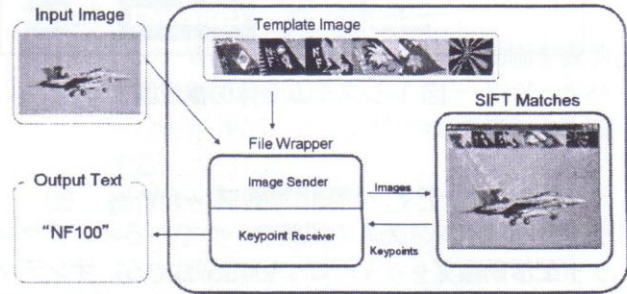 Input Image
Template Image
SIFT Matches
File Wrapper
Image Sender
Images
Output Text
"NF100"
Keypoint Receiver
Keypoints